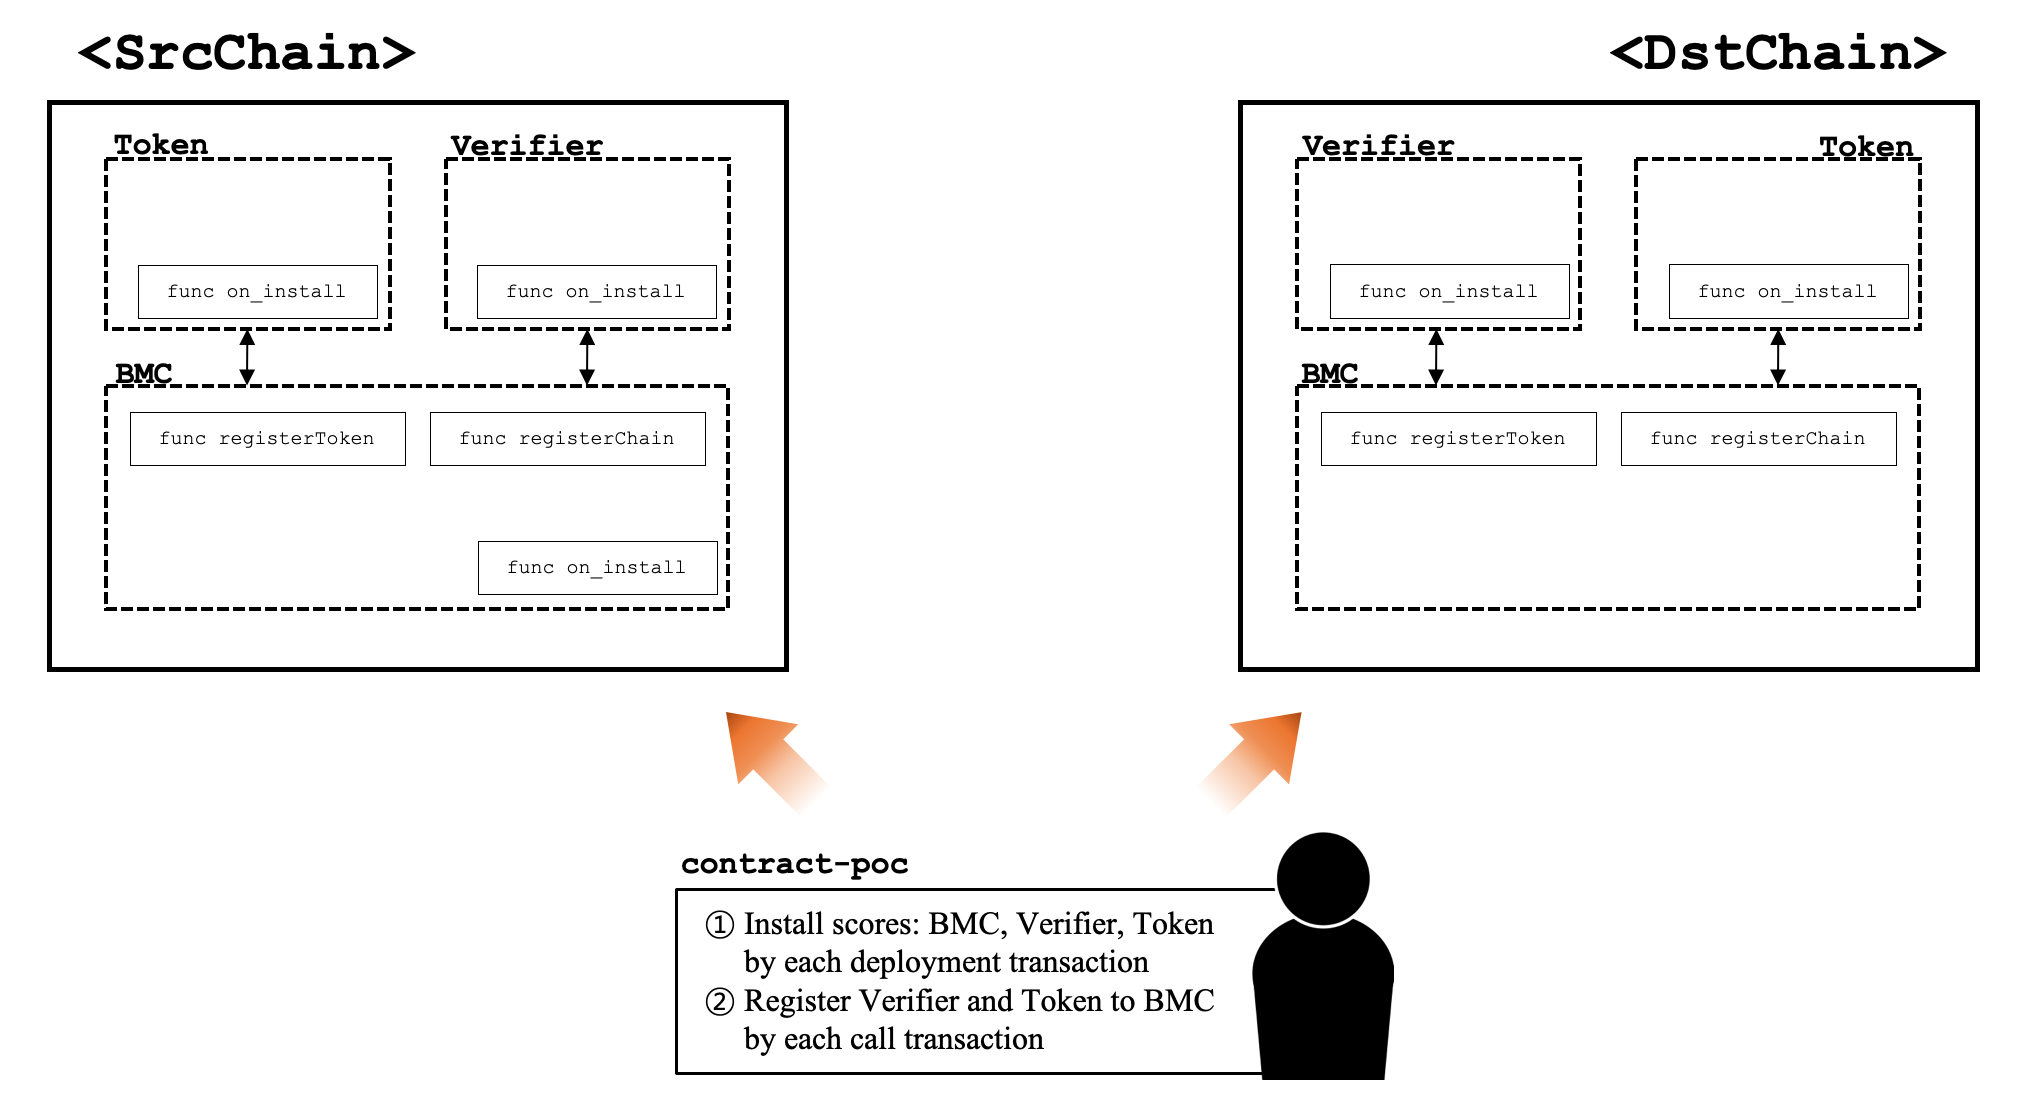 <SrcChain>
Token
Verifier
func on_install
func on_install
BMC
func registerToken
func registerChain
func on_install
<DstChain>
Verifier
Token
func on_install
func on_install
BMC
func registerToken
func registerChain
contract-poc
① Install scores: BMC, Verifier, Token
by each deployment transaction
② Register Verifier and Token to BMC
by each call transaction